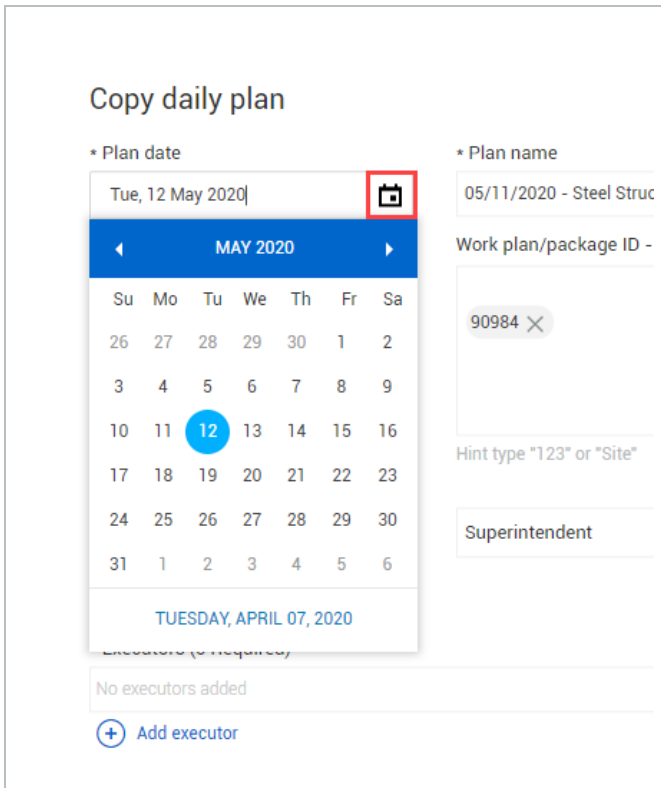 Copy daily plan
* Plan date
* Plan name
Tue, 12 May 2020
05/11/2020 - Steel Struc
MAY 2020
Work plan/package ID -
Su Mo Tu We Th Fr Sa
26 27 28 29 30 1 2
90984
3 4 5 6 7 8 9
10 11 12 13 14 15 16
Hint type "123" or "Site"
17 18 19 20 21 22 23
24 25 26 27 28 29 30
Superintendent
31 1 2 3 4 5 6
TUESDAY, APRIL 07, 2020
No executors added
Add executor